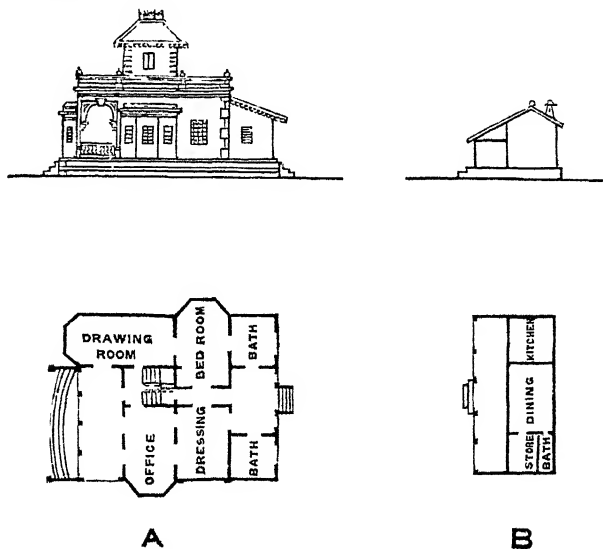 DRAWING
ROOM
BED ROOM
BATH
OFFICE
DRESSING
BATH
KITCHEN
DINING
STORE
BATH
A
B